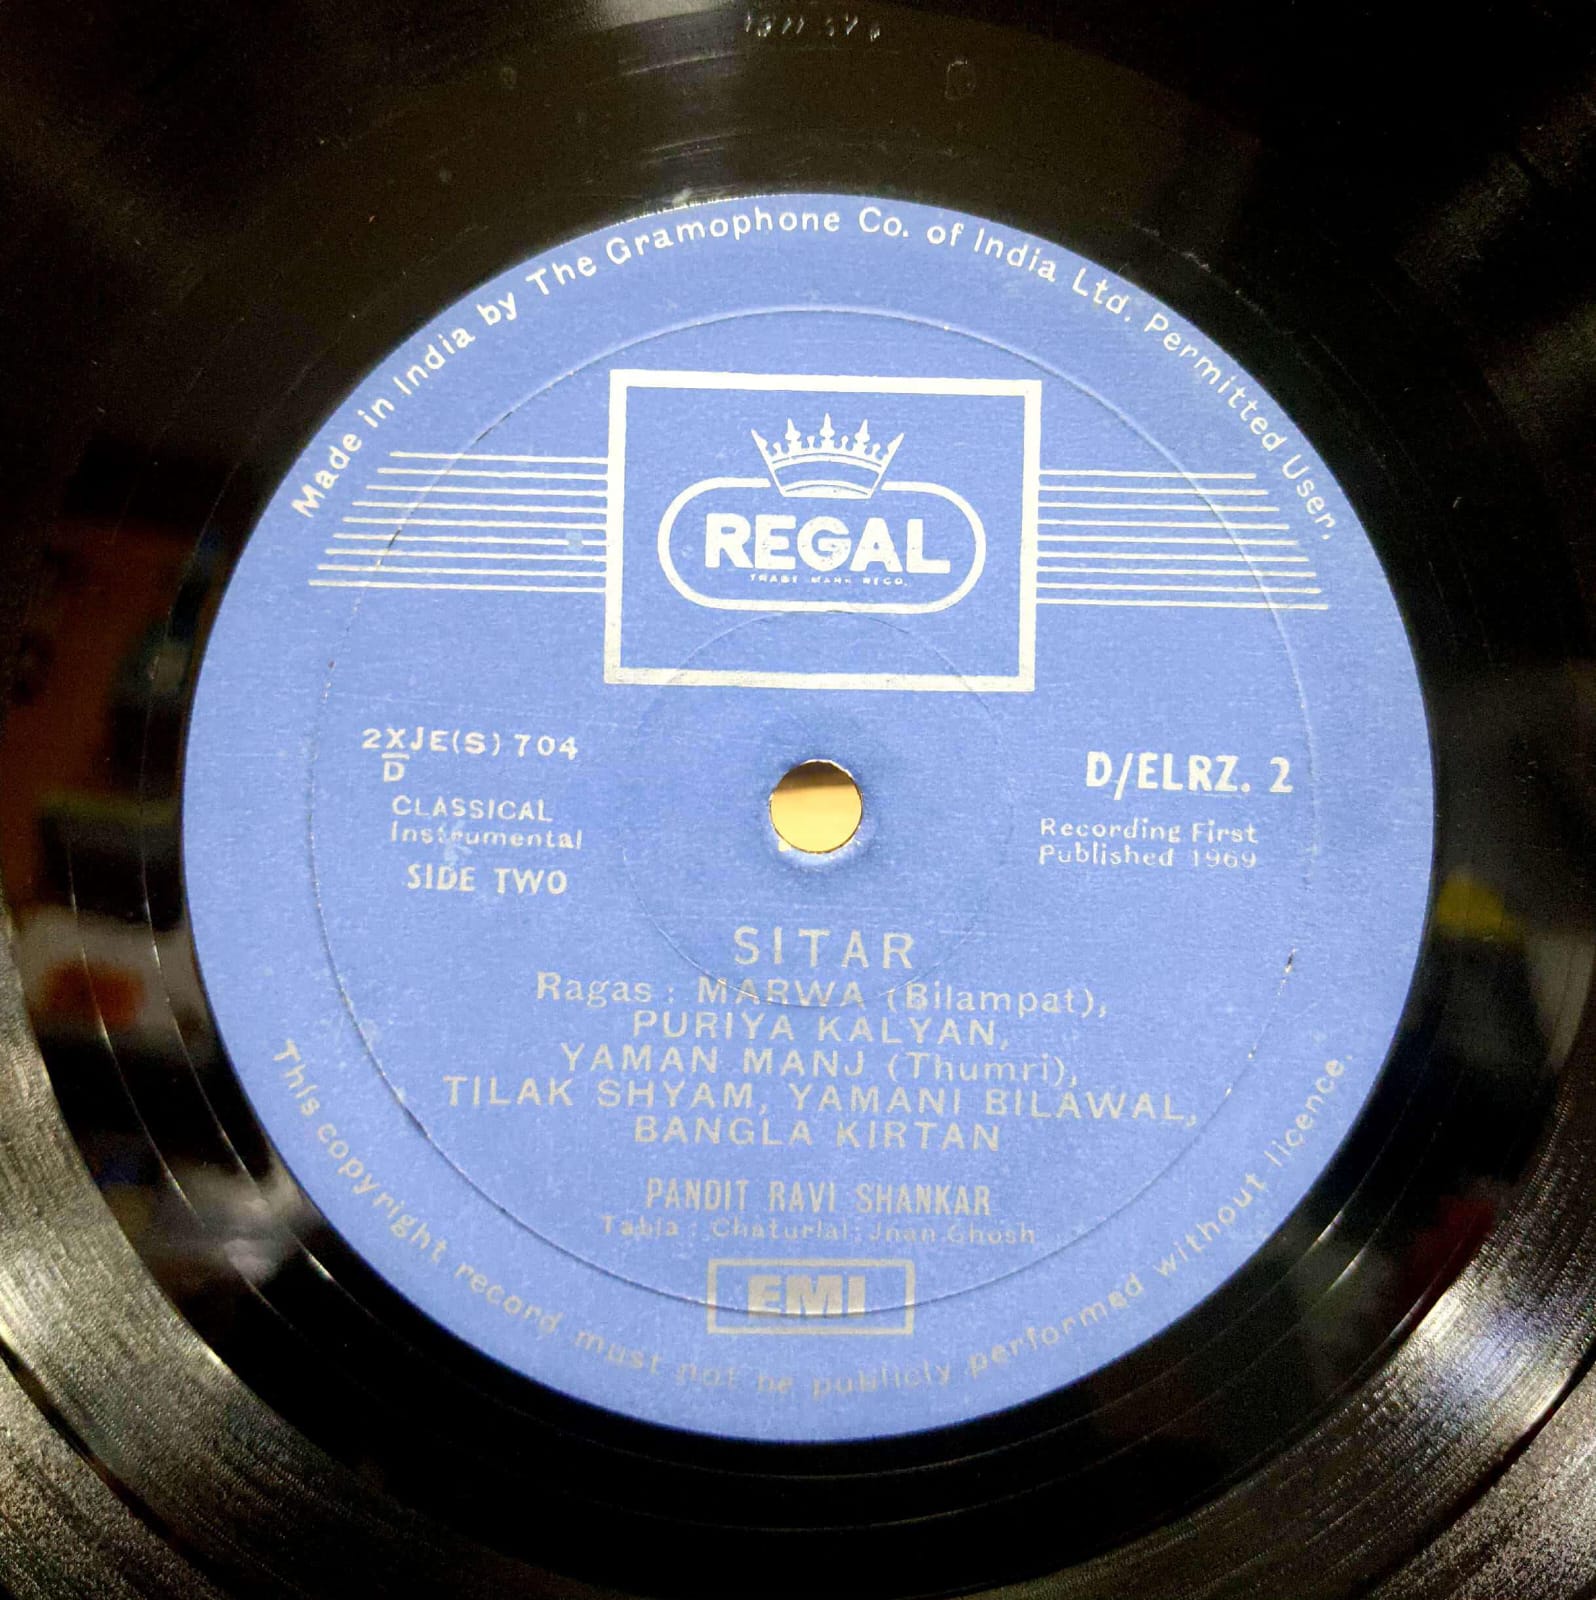 Made in India by The Gramophone Co. of India Ltd. Permitted User.
REGAL
TRADE MARK REGD.
2XJE(S) 704
D
CLASSICAL
Instrumental
SIDE TWO
D/ELRZ. 2
Recording First
Published 1969
SITAR
Ragas : MARWA (Bilampat),
PURIYA KALYAN,
YAMAN MANJ (Thumri),
TILAK SHYAM, YAMANI BILAWAL,
BANGLA KIRTAN
PANDIT RAVI SHANKAR
Tabla : Chaturlal; Jnan Ghosh
EMI
This copyright record must not be publicly performed without licence.